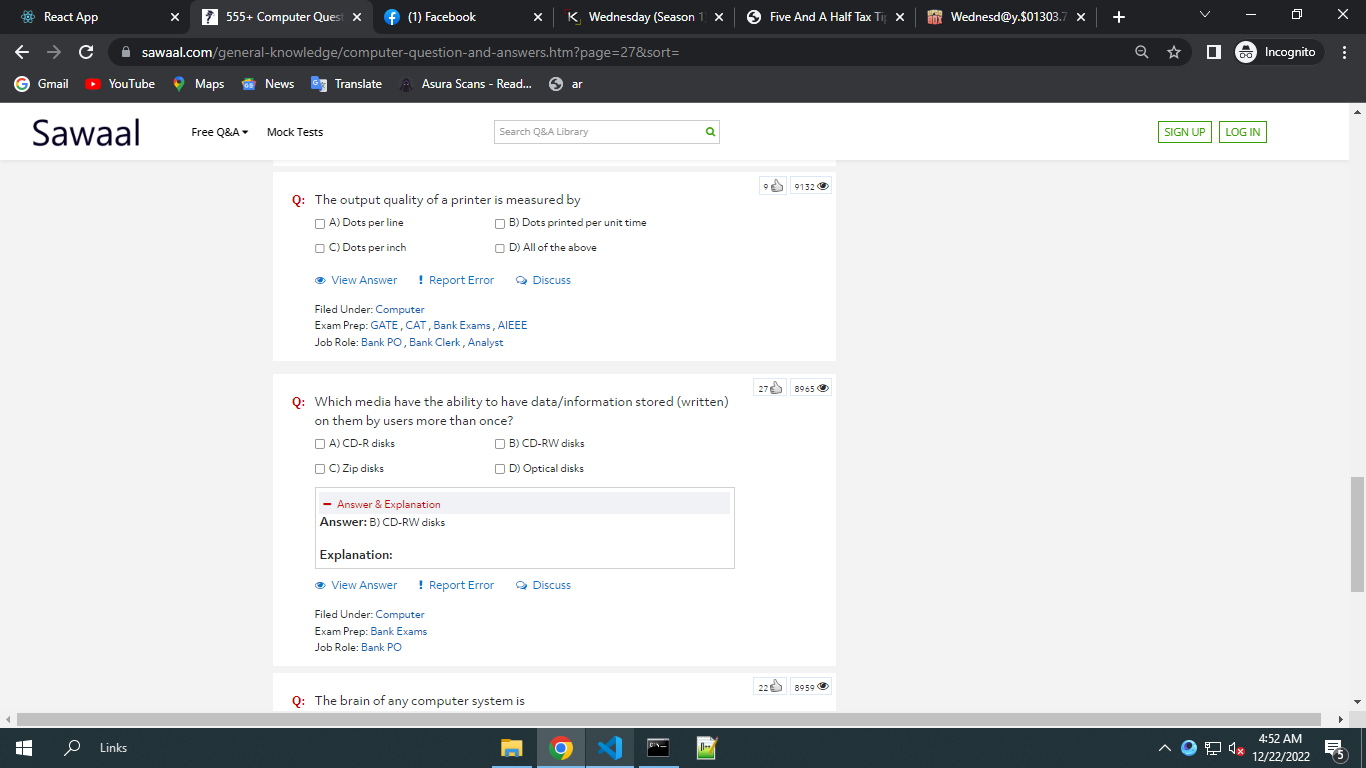 React App
555+ Computer Quest
(1) Facebook
Wednesday (Season 1
Five And A Half Tax Ti
Wednesd@y.$01303.7
sawaal.com/general-knowledge/computer-question-and-answers.htm?page=27&sort=
Incognito
Gmail
YouTube
Maps
News
Translate
Asura Scans - Read...
ar
Sawaal
Free Q&A
Mock Tests
Search Q&A Library
SIGN UP
LOG IN
9
9132
Q: The output quality of a printer is measured by
A) Dots per line
B) Dots printed per unit time
C) Dots per inch
D) All of the above
View Answer
Report Error
Discuss
Filed Under: Computer
Exam Prep: GATE , CAT , Bank Exams , AIEEE
Job Role: Bank PO , Bank Clerk , Analyst
27
8965
Q: Which media have the ability to have data/information stored (written)
on them by users more than once?
A) CD-R disks
B) CD-RW disks
C) Zip disks
D) Optical disks
Answer & Explanation
Answer: B) CD-RW disks
Explanation:
View Answer
Report Error
Discuss
Filed Under: Computer
Exam Prep: Bank Exams
Job Role: Bank PO
22
8959
Q: The brain of any computer system is
Links
4:52 AM
12/22/2022
5